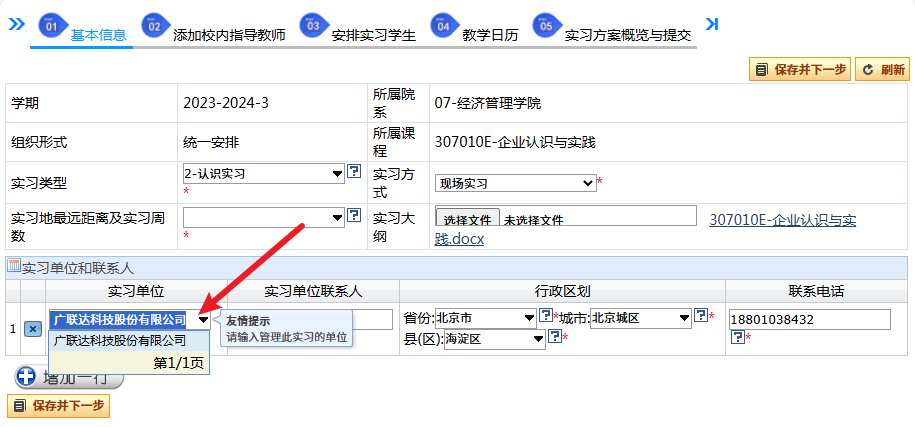 01 基本信息 02 添加校内指导教师 03 安排实习学生 04 教学日历 05 实习方案概览与提交
保存并下一步 刷新
学期 2023-2024-3 所属院系 07-经济管理学院
组织形式 统一安排 所属课程 307010E-企业认识与实践
实习类型 2-认识实习 ? * 实习方式 现场实习 *
实习地最远距离及实习周数 ? * 实习大纲 选择文件 未选择文件 307010E-企业认识与实践.docx
实习单位和联系人
实习单位 实习单位联系人 行政区划 联系电话
1 × 广联达科技股份有限公司 友情提示 省份: 北京市 ?* 城市: 北京城区 ?* 18801038432
广联达科技股份有限公司 请输入管理此实习的单位 县(区): 海淀区 ?* ?*
第1/1页
增加一行
保存并下一步